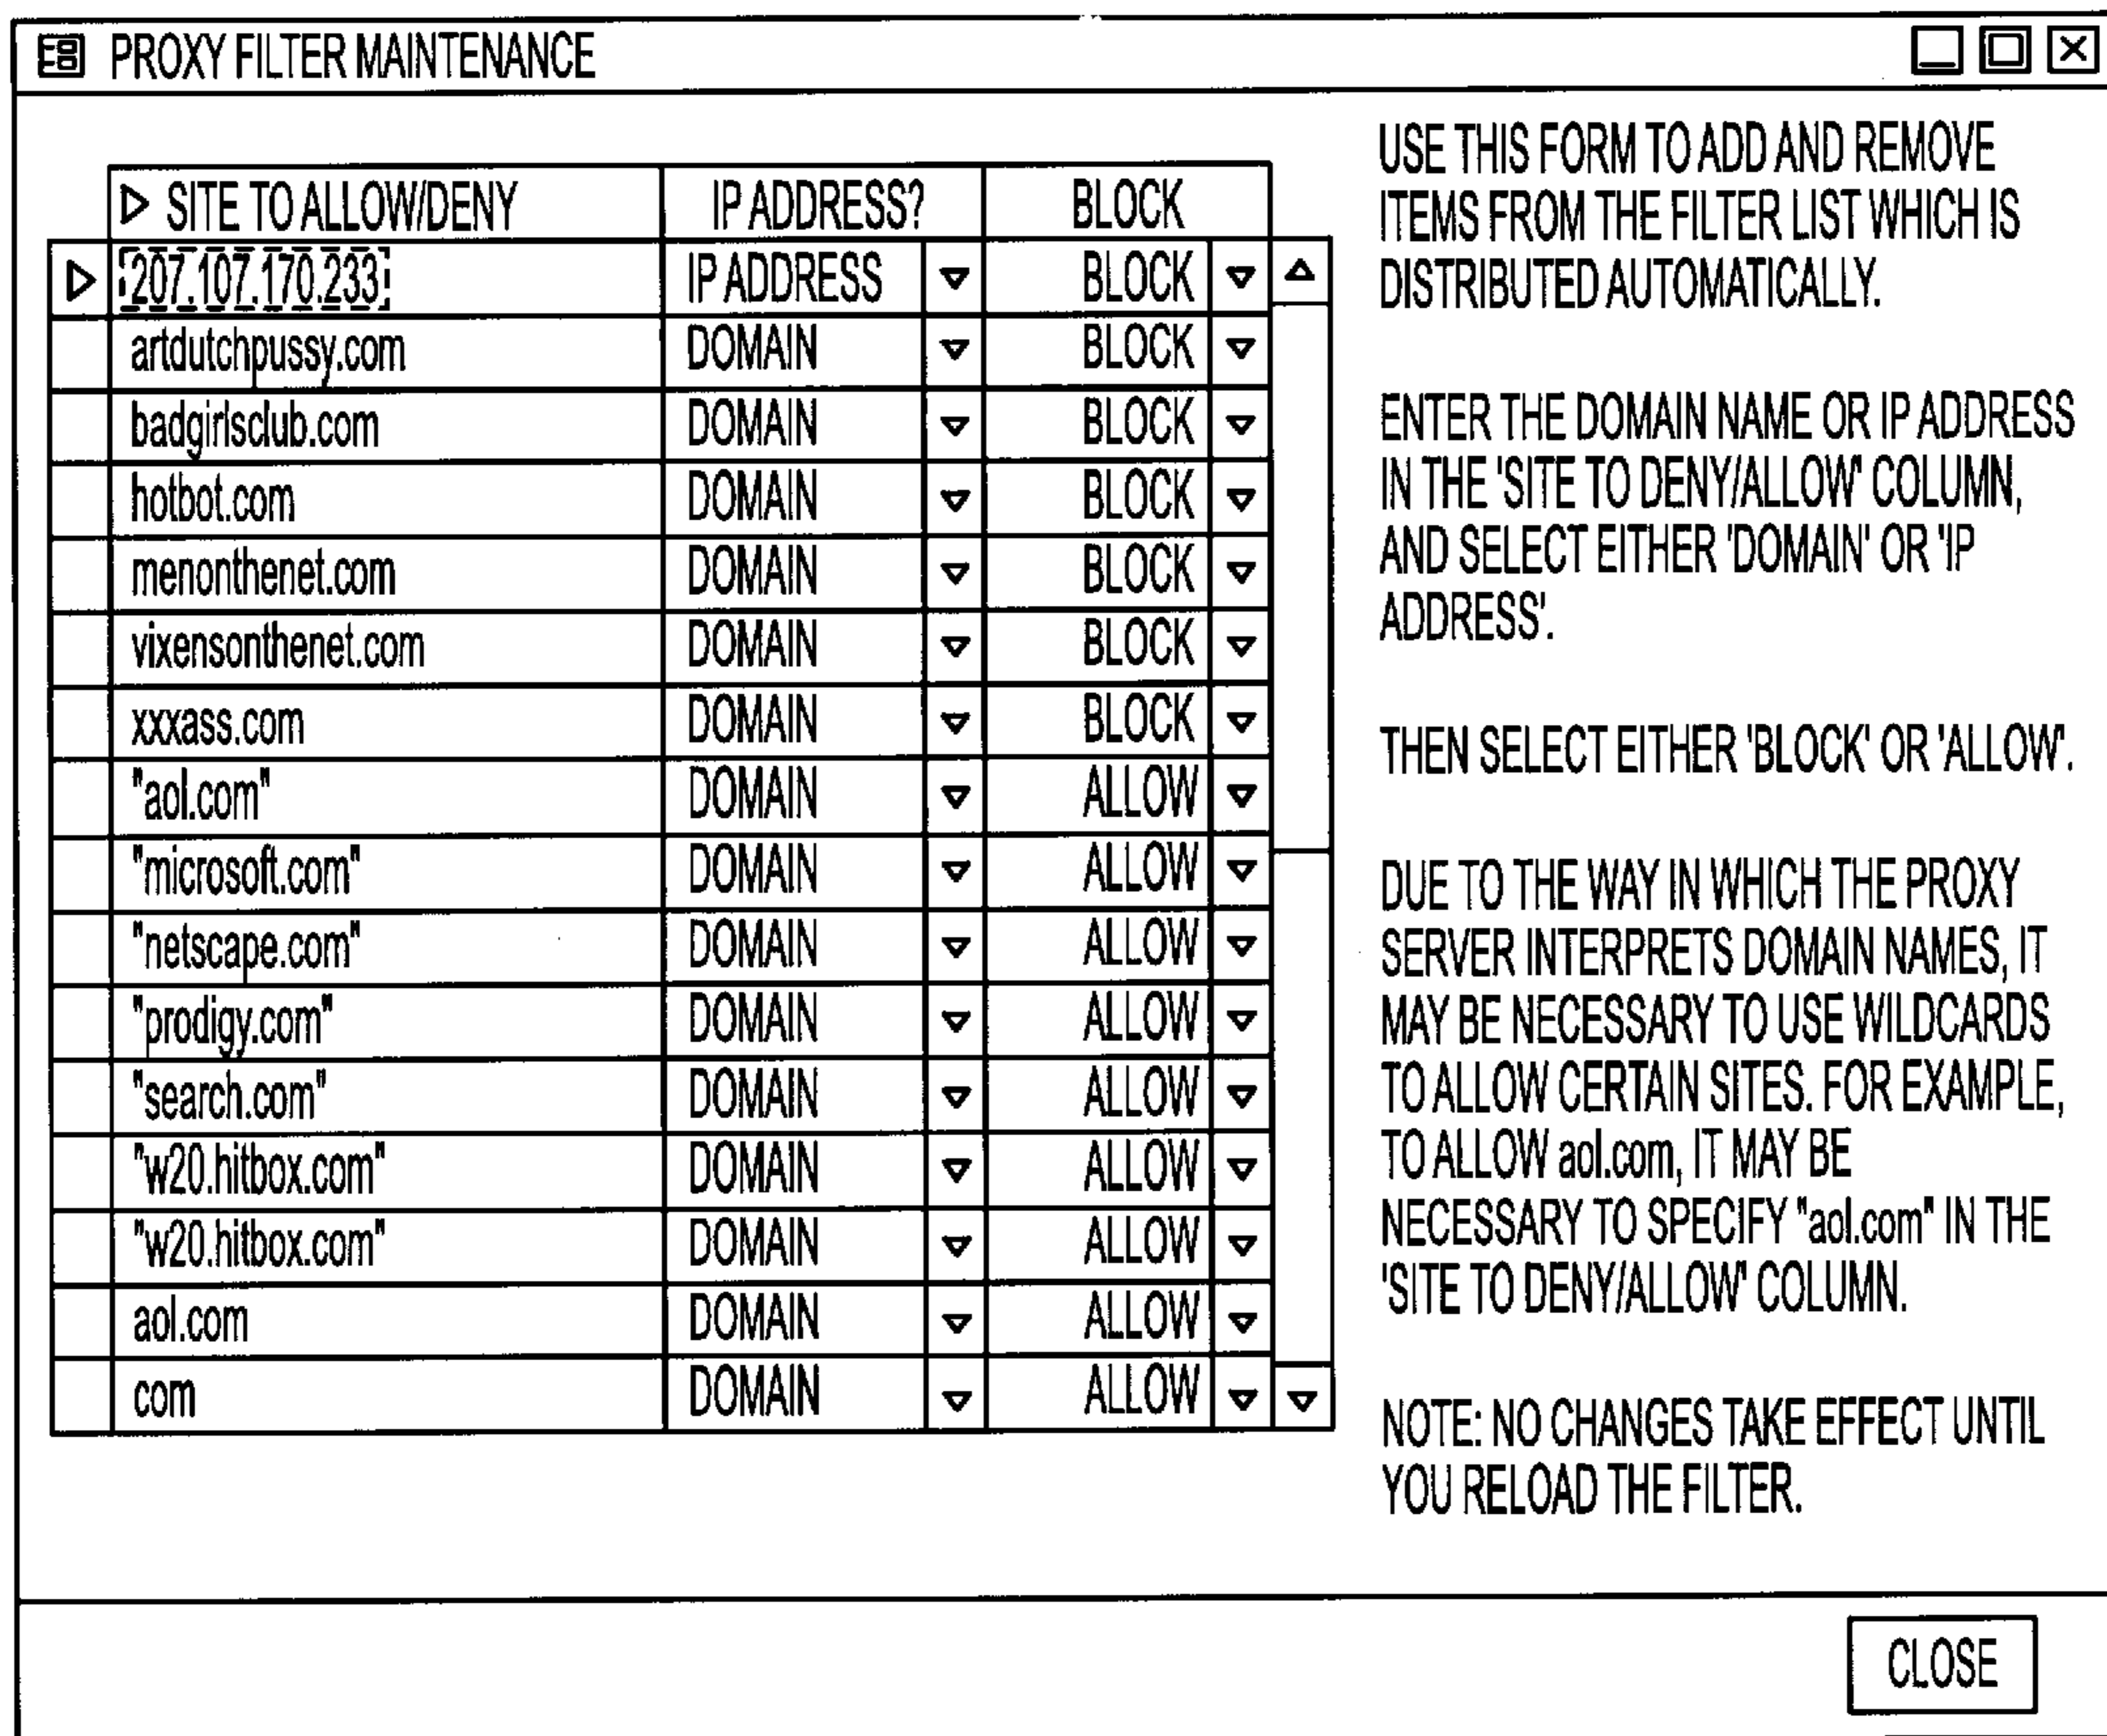 PROXY FILTER MAINTENANCE
SITE TO ALLOW/DENY IP ADDRESS? BLOCK
207.107.170.233 IP ADDRESS BLOCK
artdutchpussy.com DOMAIN BLOCK
badgirlsclub.com DOMAIN BLOCK
hotbot.com DOMAIN BLOCK
menonthenet.com DOMAIN BLOCK
vixensonthenet.com DOMAIN BLOCK
xxxass.com DOMAIN BLOCK
"aol.com" DOMAIN ALLOW
"microsoft.com" DOMAIN ALLOW
"netscape.com" DOMAIN ALLOW
"prodigy.com" DOMAIN ALLOW
"search.com" DOMAIN ALLOW
"w20.hitbox.com" DOMAIN ALLOW
"w20.hitbox.com" DOMAIN ALLOW
aol.com DOMAIN ALLOW
com DOMAIN ALLOW
USE THIS FORM TO ADD AND REMOVE
ITEMS FROM THE FILTER LIST WHICH IS
DISTRIBUTED AUTOMATICALLY.
ENTER THE DOMAIN NAME OR IP ADDRESS
IN THE 'SITE TO DENY/ALLOW' COLUMN,
AND SELECT EITHER 'DOMAIN' OR 'IP
ADDRESS'.
THEN SELECT EITHER 'BLOCK' OR 'ALLOW'.
DUE TO THE WAY IN WHICH THE PROXY
SERVER INTERPRETS DOMAIN NAMES, IT
MAY BE NECESSARY TO USE WILDCARDS
TO ALLOW CERTAIN SITES. FOR EXAMPLE,
TO ALLOW aol.com, IT MAY BE
NECESSARY TO SPECIFY "aol.com" IN THE
'SITE TO DENY/ALLOW' COLUMN.
NOTE: NO CHANGES TAKE EFFECT UNTIL
YOU RELOAD THE FILTER.
CLOSE